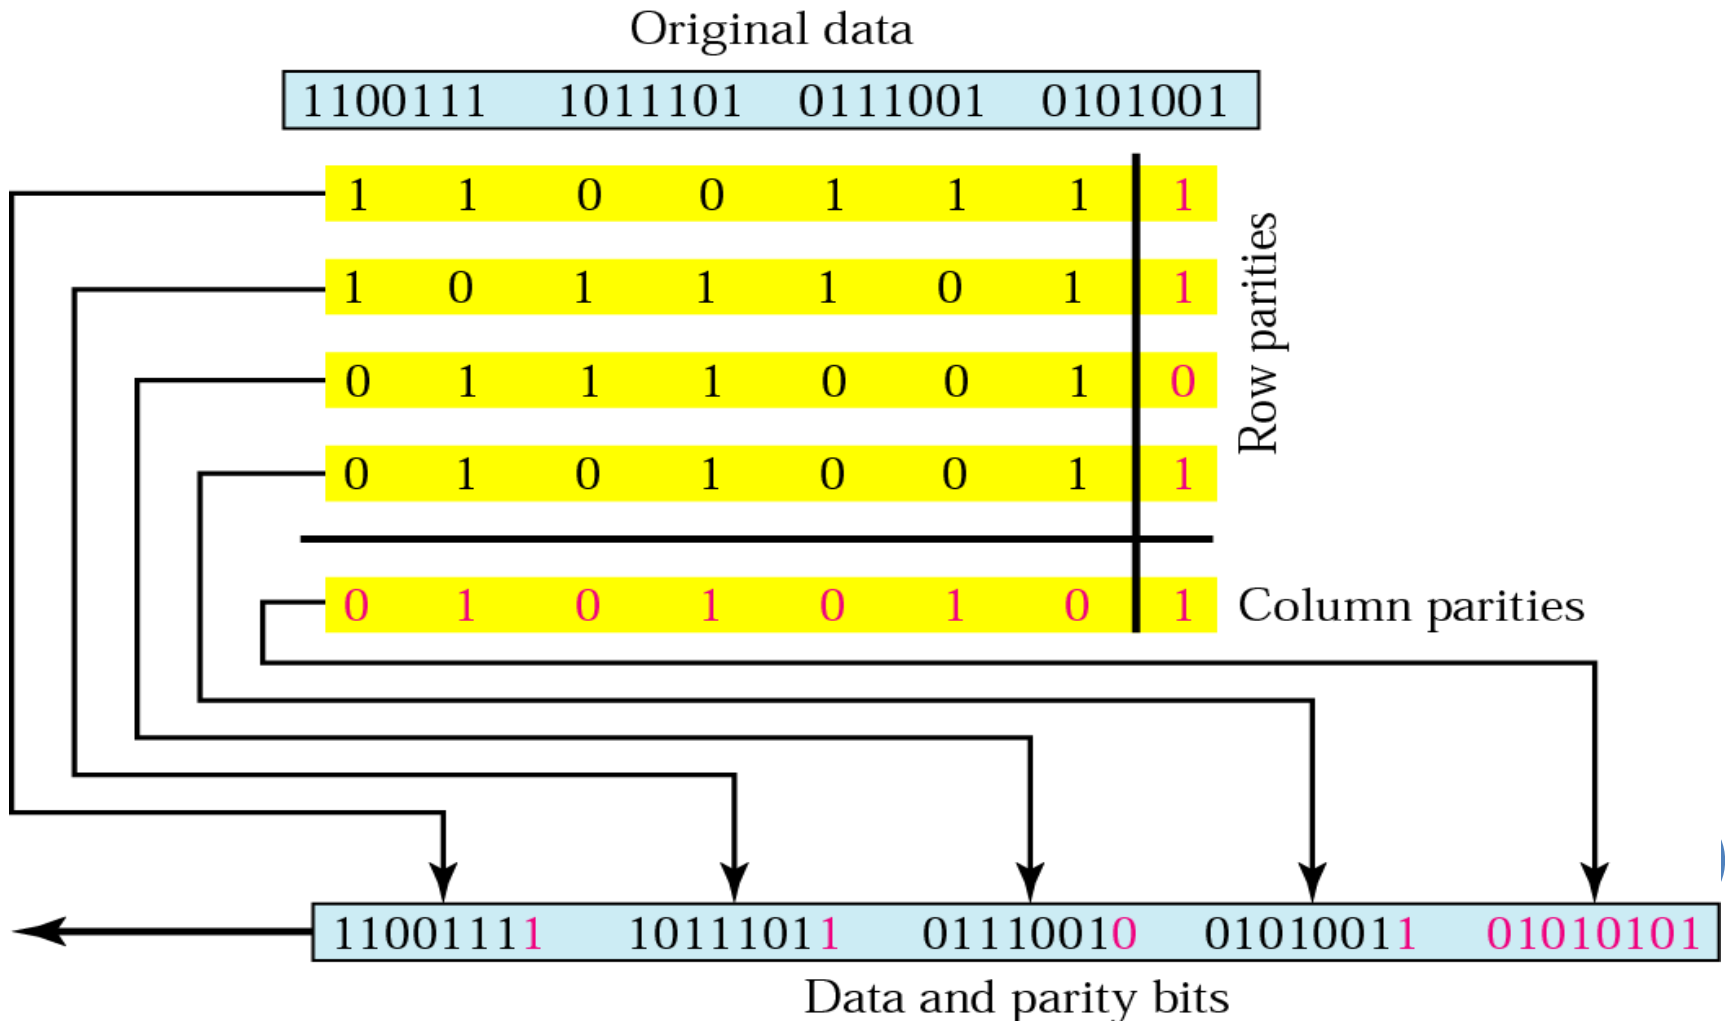 Original data
1100111 1011101 0111001 0101001
1 1 0 0 1 1 1 1
1 0 1 1 1 0 1 1
0 1 1 1 0 0 1 0
0 1 0 1 0 0 1 1
Row parities
0 1 0 1 0 1 0 1 Column parities
11001111 10111011 01110010 01010011 01010101
Data and parity bits